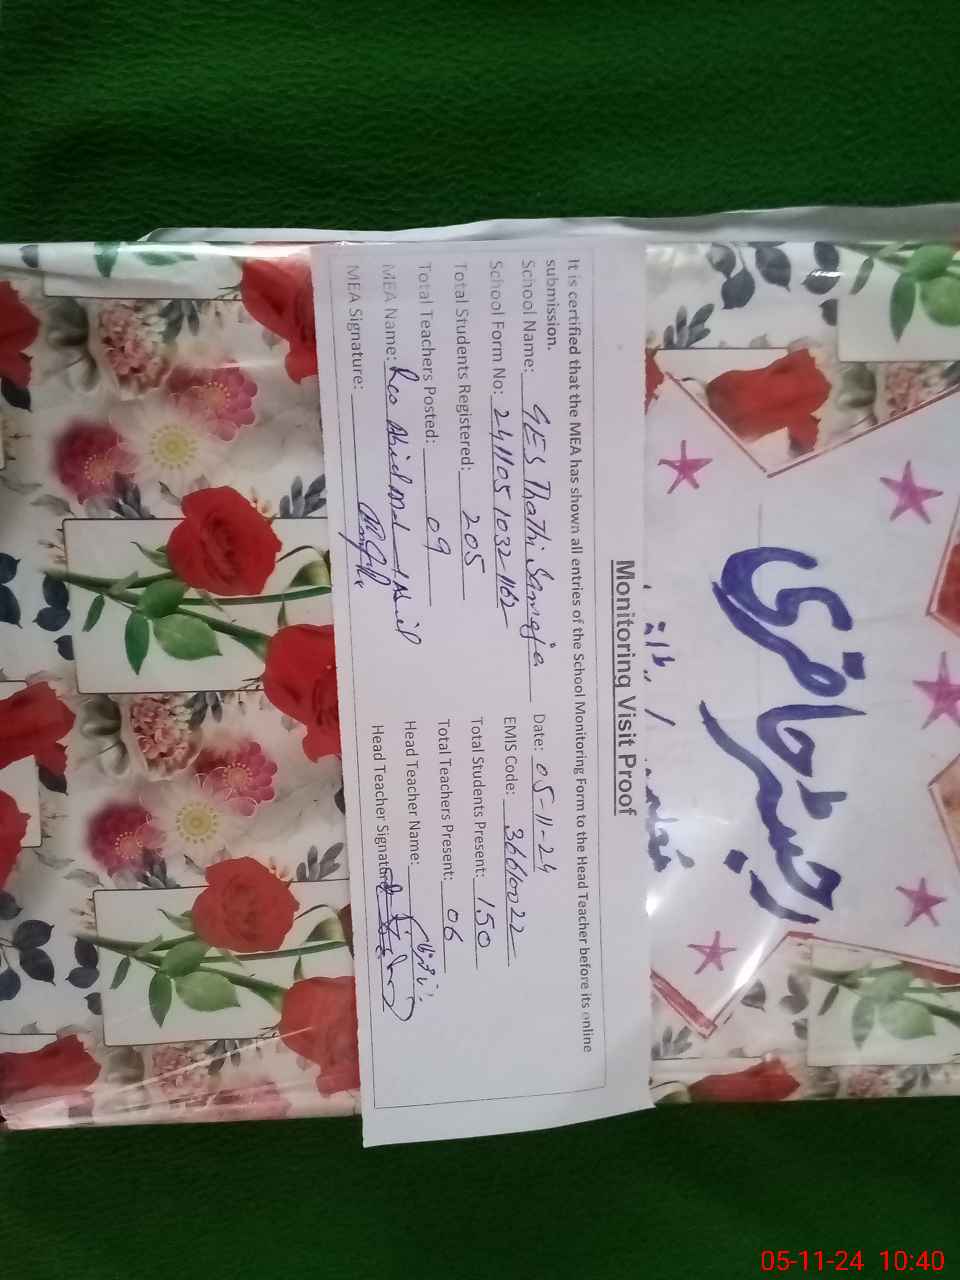 Monitoring Visit Proof
It is certified that the MEA has shown all entries of the School Monitoring Form to the Head Teacher before its online
submission.
School Name: GES Thathi Date: 05-11-24
School Form No: 2411051032-1162 EMIS Code: 36610022
Total Students Registered: 205 Total Students Present: 150
Total Teachers Posted: 09 Total Teachers Present: 06
MEA Name: Rao Abid Head Teacher Name:
MEA Signature: Head Teacher Signature:
رجسٹر حاضری
05-11-24 10:40